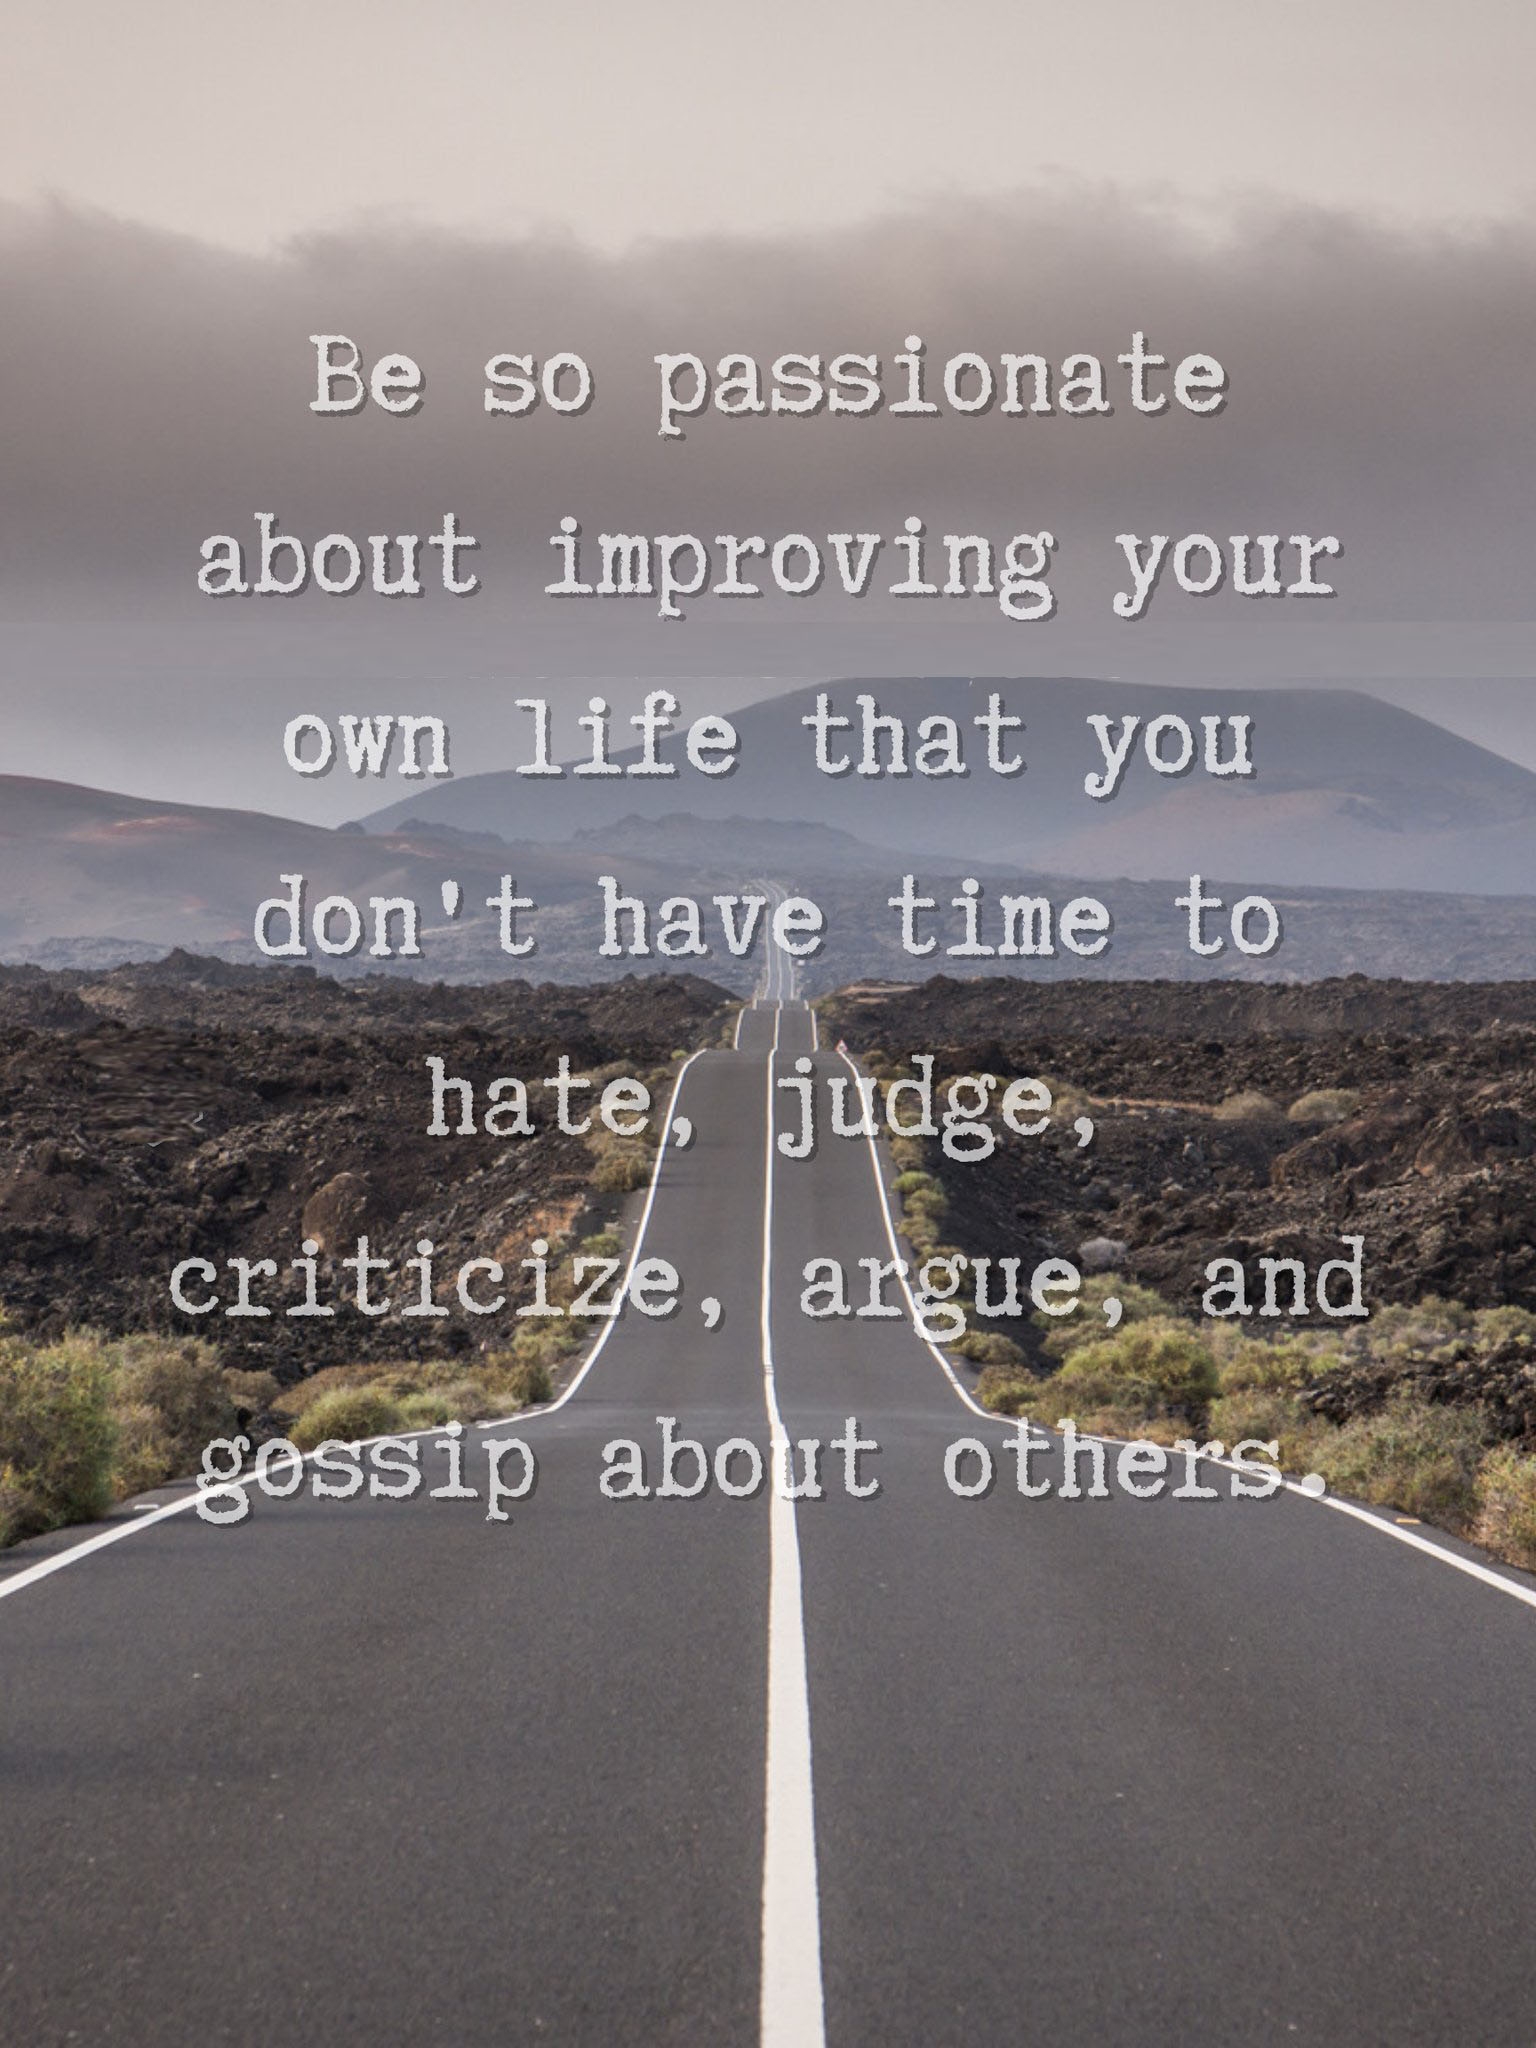 Be so passionate
about improving your
own life that you
don't have time to
hate, judge,
criticize, argue, and
gossip about others.